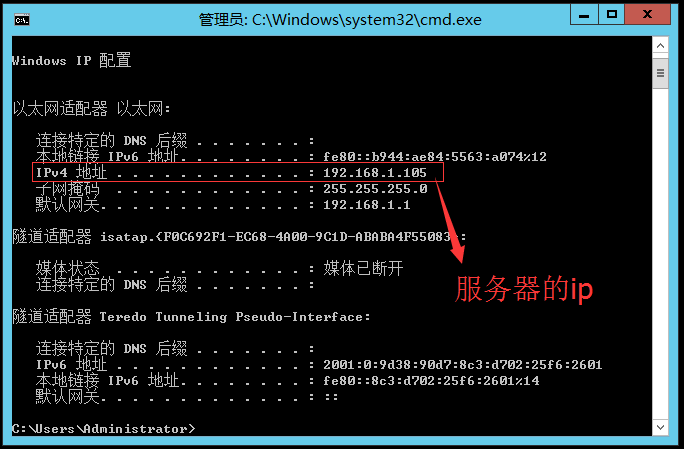 管理员: C:\Windows\system32\cmd.exe
Windows IP 配置
以太网适配器 以太网:
连接特定的 DNS 后缀 . . . . . . . :
本地链接 IPv6 地址. . . . . . . . : fe80::b944:ae84:5563:a074%12
IPv4 地址 . . . . . . . . . . . . : 192.168.1.105
子网掩码  . . . . . . . . . . . . : 255.255.255.0
默认网关. . . . . . . . . . . . . : 192.168.1.1
隧道适配器 isatap.{F0C692F1-EC68-4A00-9C1D-ABABA4F55083}:
媒体状态  . . . . . . . . . . . . : 媒体已断开
连接特定的 DNS 后缀 . . . . . . . :
服务器的ip
隧道适配器 Teredo Tunneling Pseudo-Interface:
连接特定的 DNS 后缀 . . . . . . . :
IPv6 地址 . . . . . . . . . . . . : 2001:0:9d38:90d7:8c3:d702:25f6:2601
本地链接 IPv6 地址. . . . . . . . : fe80::8c3:d702:25f6:2601%14
默认网关. . . . . . . . . . . . . : ::
C:\Users\Administrator>